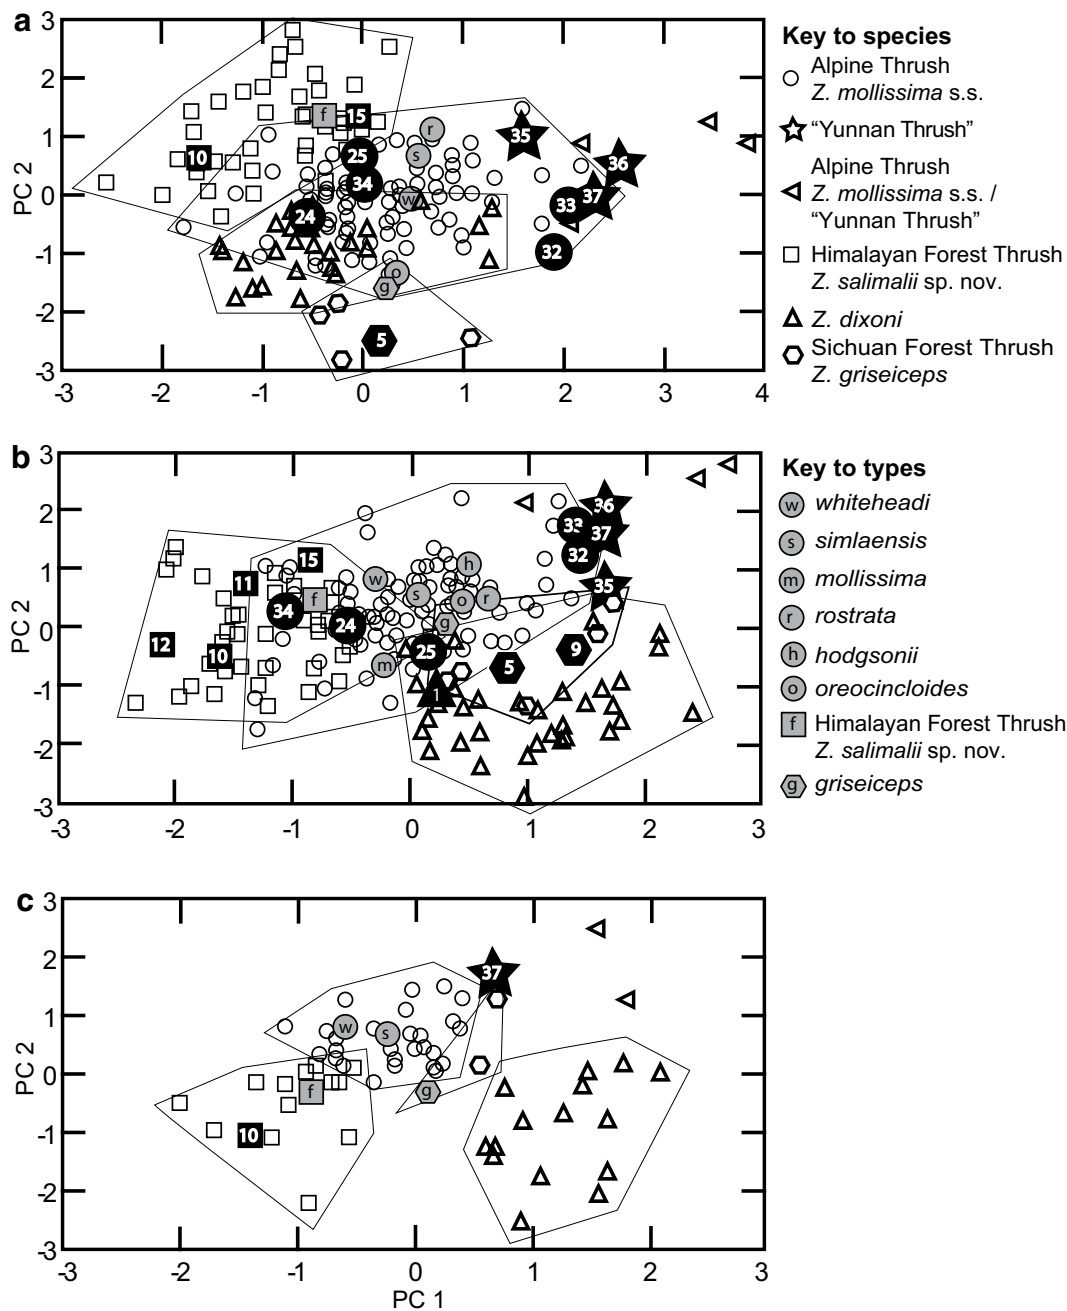 a
3
2
1
0
-1
-2
-3
PC 2
-3
-2
-1
0
1
2
3
4
10
f
15
25
34
24
r
s
w
o
g
5
35
36
37
33
32
Key to species
Alpine Thrush
Z. mollissima s.s.
“Yunnan Thrush”
Alpine Thrush
Z. mollissima s.s. /
“Yunnan Thrush”
Himalayan Forest Thrush
Z. salimalii sp. nov.
Z. dixoni
Sichuan Forest Thrush
Z. griseiceps
b
3
2
1
0
-1
-2
-3
PC 2
-3
-2
-1
0
1
2
3
12
11
10
15
34
f
24
w
s
h
o
r
g
m
25
1
5
9
33
32
36
37
35
Key to types
w whiteheadi
s simlaensis
m mollissima
r rostrata
h hodgsonii
o oreocincloides
f Himalayan Forest Thrush
Z. salimalii sp. nov.
g griseiceps
c
3
2
1
0
-1
-2
-3
PC 2
-3
-2
-1
0
1
2
3
PC 1
10
f
w
s
g
37